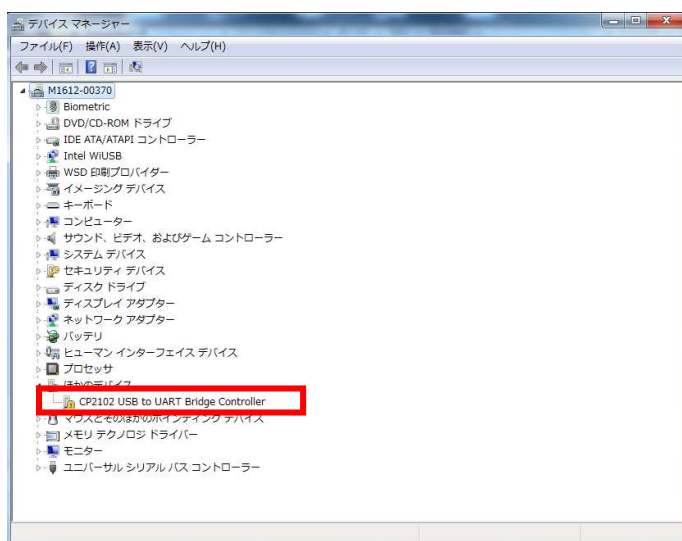 デバイス マネージャー
ファイル(F) 操作(A) 表示(V) ヘルプ(H)
M1612-00370
Biometric
DVD/CD-ROM ドライブ
IDE ATA/ATAPI コントローラー
Intel WiUSB
WSD 印刷プロバイダー
イメージング デバイス
キーボード
コンピューター
サウンド、ビデオ、およびゲーム コントローラー
システム デバイス
セキュリティ デバイス
ディスク ドライブ
ディスプレイ アダプター
ネットワーク アダプター
バッテリ
ヒューマン インターフェイス デバイス
プロセッサ
ほかのデバイス
CP2102 USB to UART Bridge Controller
マウスとそのほかのポインティング デバイス
メモリ テクノロジ ドライバー
モニター
ユニバーサル シリアル バス コントローラー